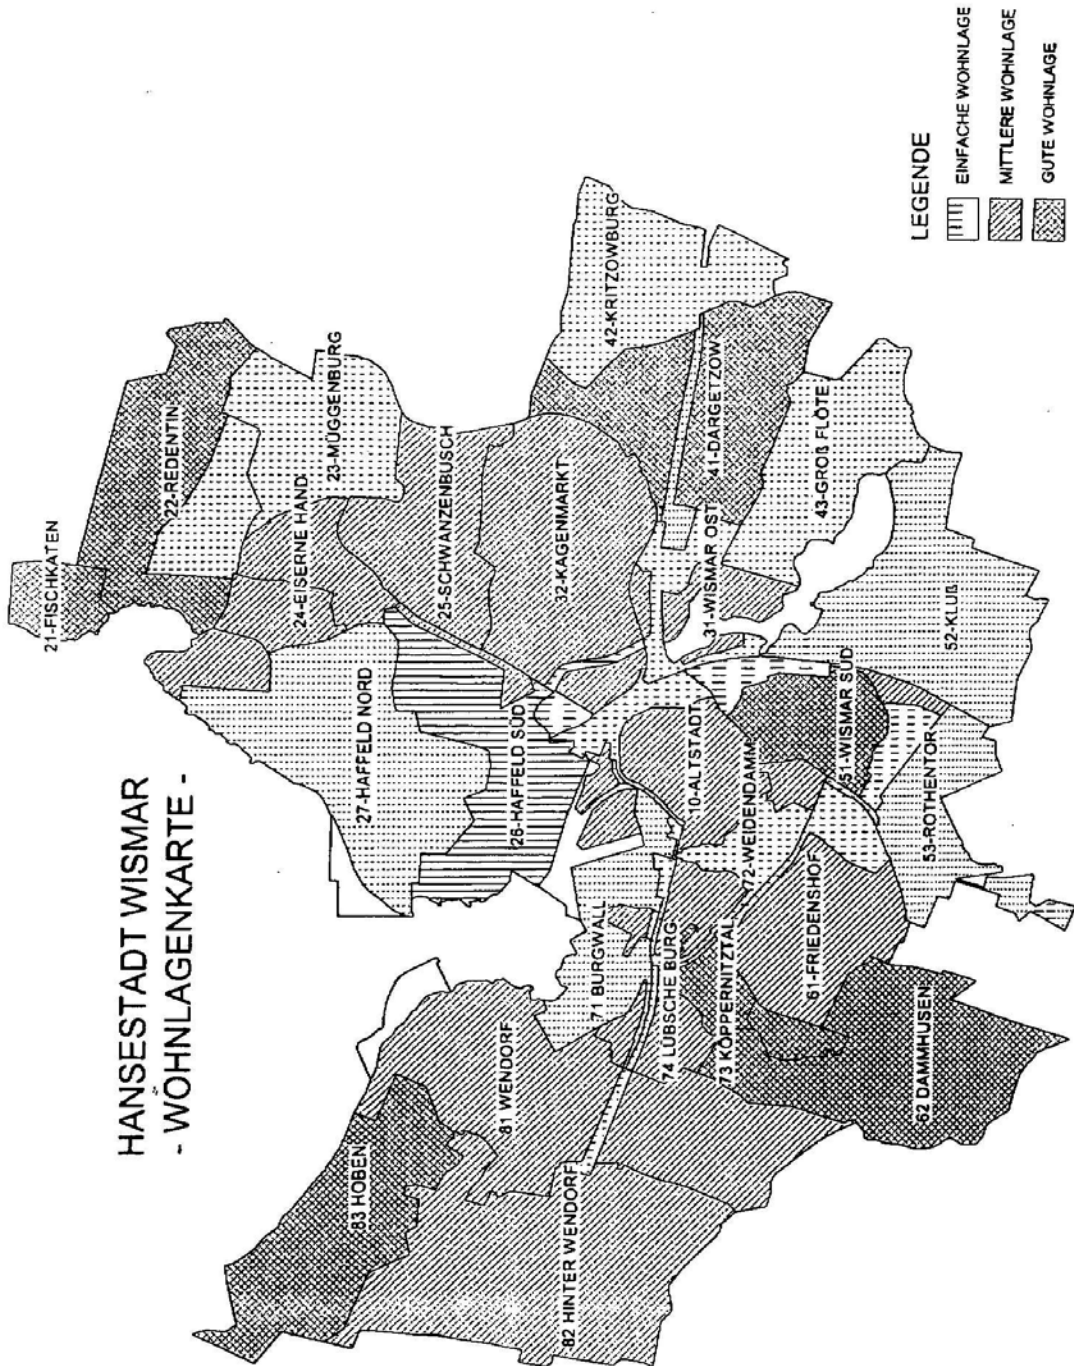 HANSESTADT WISMAR
- WOHNLAGENKARTE -
21-FISCHKATEN
22-REDENTIN
23-MÜGGENBURG
24-EISERNE HAND
25-SCHWANZENBUSCH
27-HAFFELD NORD
26-HAFFELD SÜD
32-KAGENMARKT
42-KRITZOWBURG
41-DARGETZOW
31-WISMAR OST
43-GROß FLÖTE
10-ALTSTADT
72-WEIDENDAMM
51-WISMAR SÜD
52-KLUß
53-ROTHENTOR
71 BURGWALL
74 LÜBSCHE BURG
73 KÖPPERNITZTAL
61-FRIEDENSHOF
62 DAMMHUSEN
81 WENDORF
83 HOBEN
82 HINTER WENDORF
LEGENDE
EINFACHE WOHNLAGE
MITTLERE WOHNLAGE
GUTE WOHNLAGE